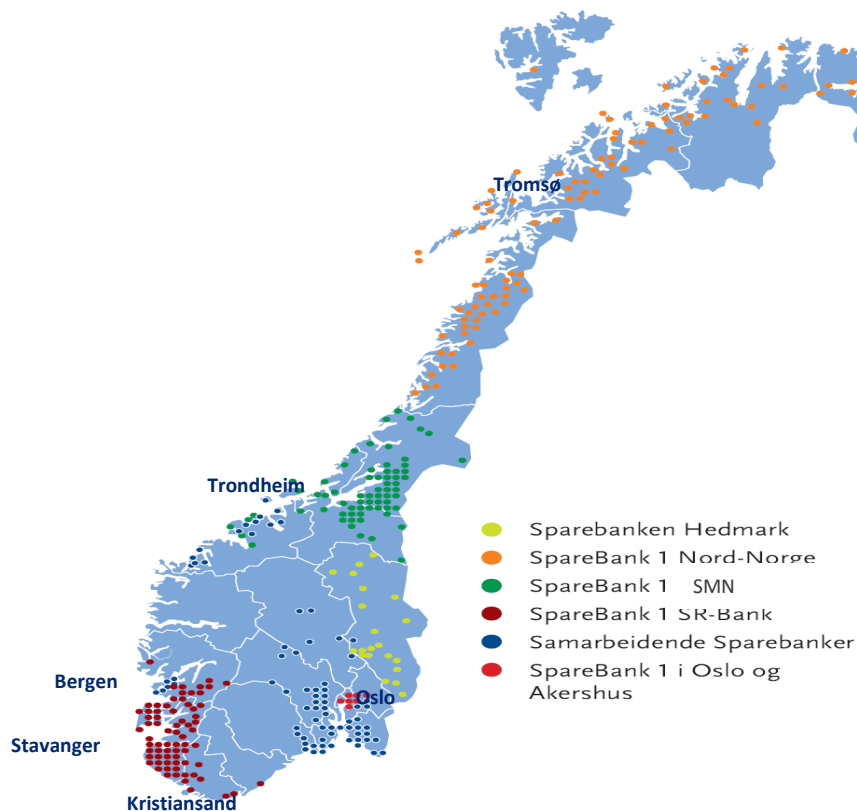 Tromsø
Trondheim
Sparebanken Hedmark
SpareBank 1 Nord-Norge
SpareBank 1 SMN
SpareBank 1 SR-Bank
Samarbeidende Sparebanker
SpareBank 1 i Oslo og
Akershus
Bergen
Oslo
Stavanger
Kristiansand